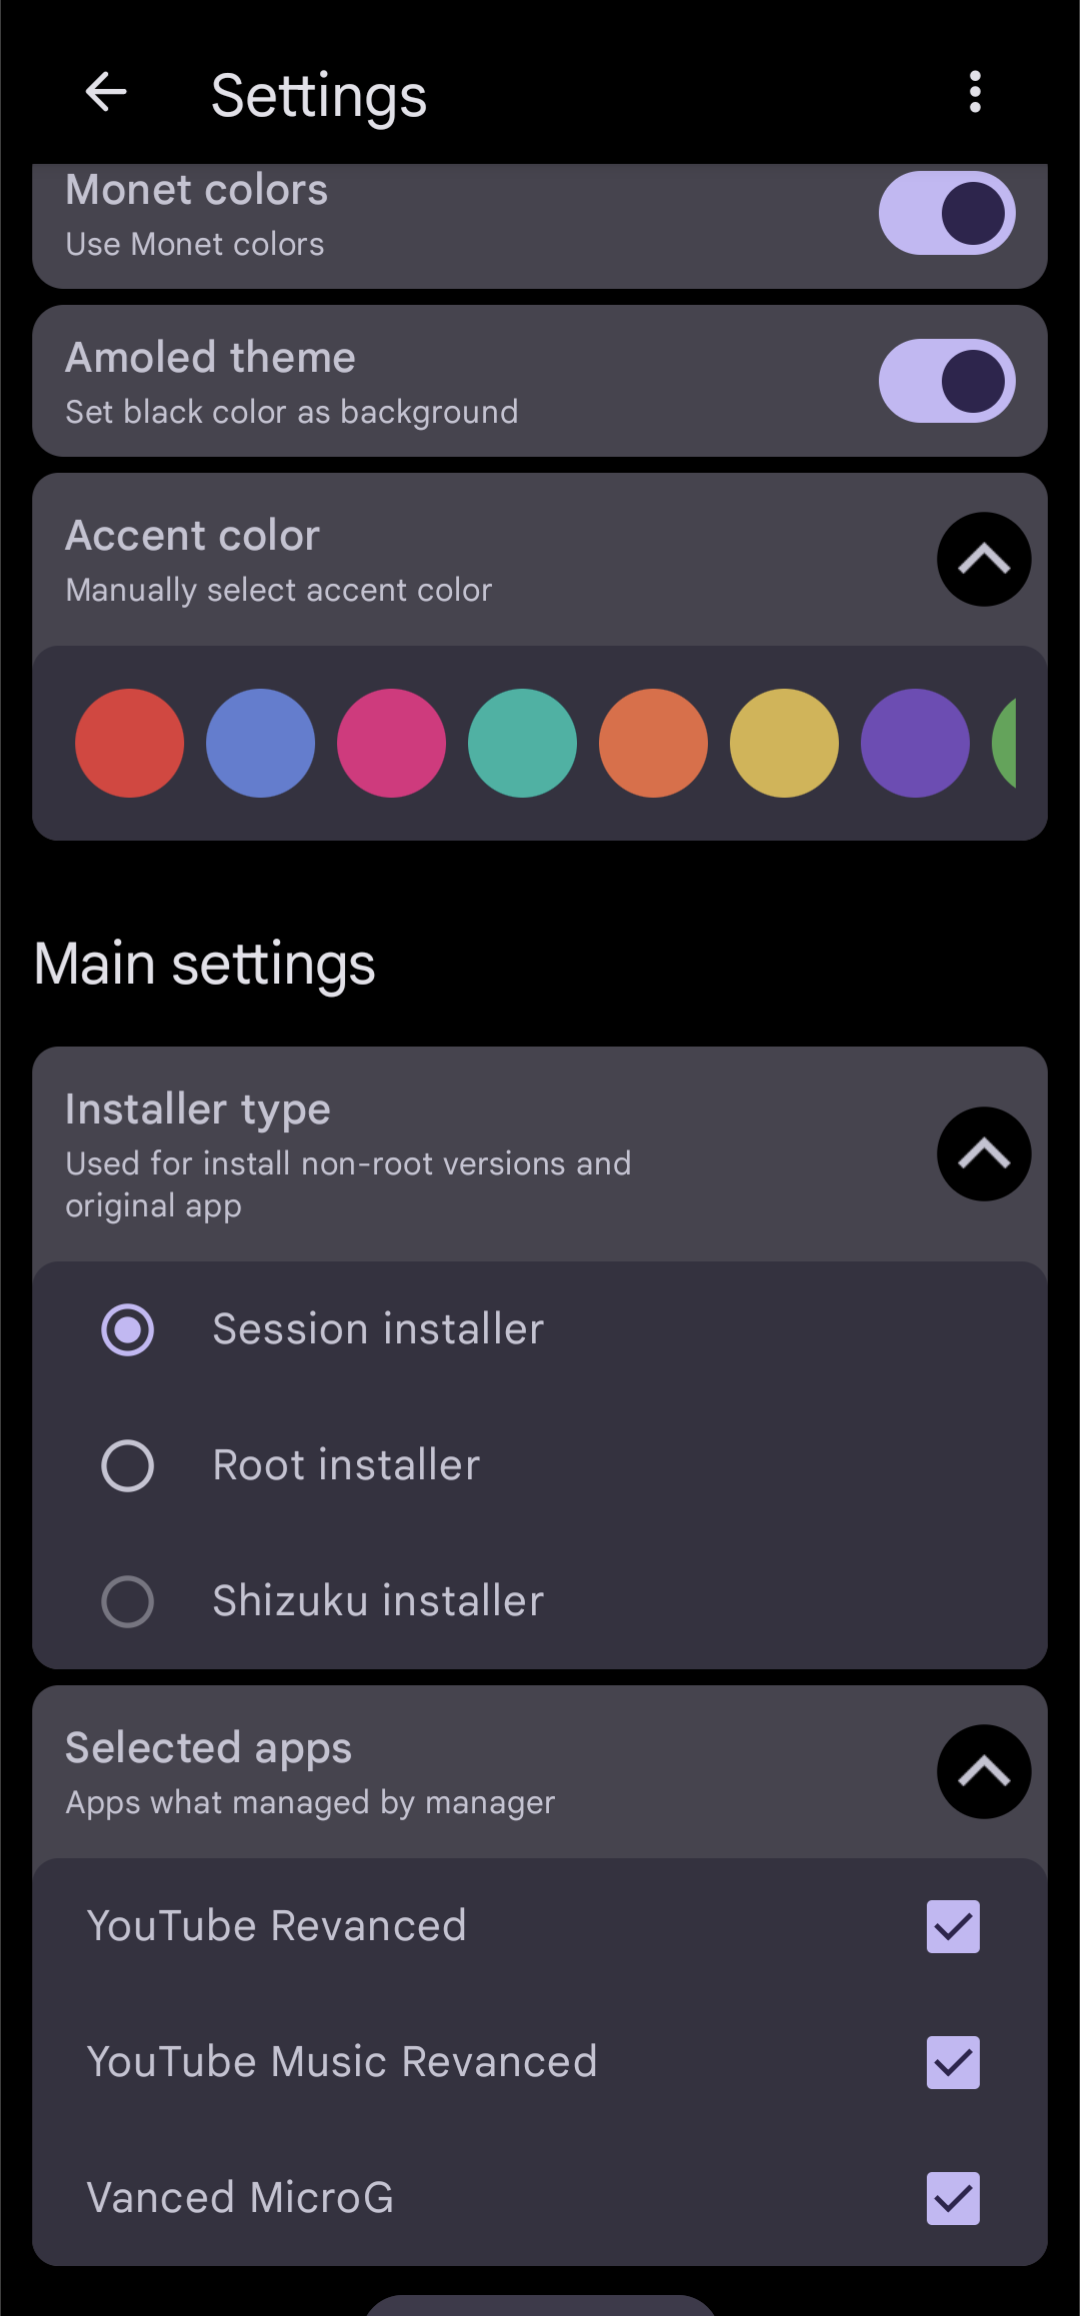 Settings
Monet colors
Use Monet colors
Amoled theme
Set black color as background
Accent color
Manually select accent color
Main settings
Installer type
Used for install non-root versions and
original app
Session installer
Root installer
Shizuku installer
Selected apps
Apps what managed by manager
YouTube Revanced
YouTube Music Revanced
Vanced MicroG